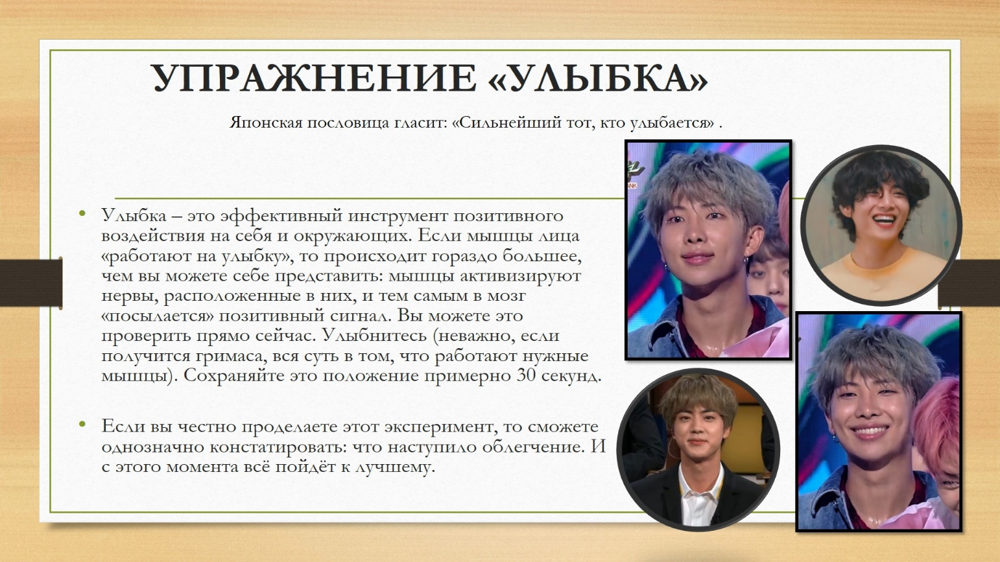 УПРАЖНЕНИЕ «УЛЫБКА»
Японская пословица гласит: «Сильнейший тот, кто улыбается» .
• Улыбка – это эффективный инструмент позитивного
воздействия на себя и окружающих. Если мышцы лица
«работают на улыбку», то происходит гораздо большее,
чем вы можете себе представить: мышцы активизируют
нервы, расположенные в них, и тем самым в мозг
«посылается» позитивный сигнал. Вы можете это
проверить прямо сейчас. Улыбнитесь (неважно, если
получится гримаса, вся суть в том, что работают нужные
мышцы). Сохраняйте это положение примерно 30 секунд.
• Если вы честно проделаете этот эксперимент, то сможете
однозначно констатировать: что наступило облегчение. И
с этого момента всё пойдёт к лучшему.